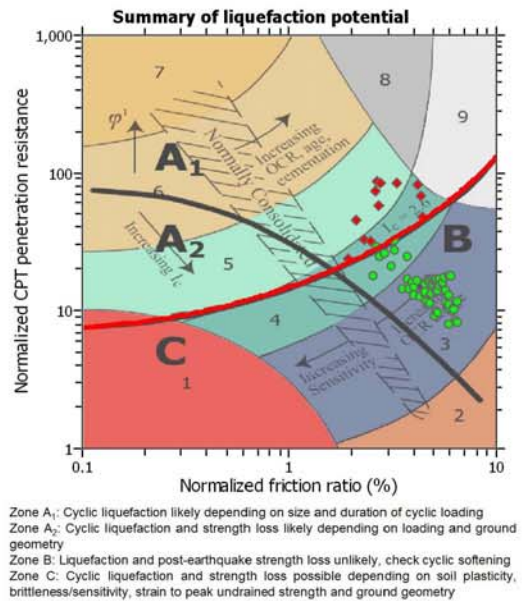 Summary of liquefaction potential
1,000
100
10
1
0.1
1
10
Normalized CPT penetration resistance
Normalized friction ratio (%)
7
8
9
φ'
A1
Increasing
OCR, age,
cementation
Normally Consolidated
6
A2
Increasing Ic
5
Ic = 2.6
B
4
C
1
Increasing
Sensitivity
OCR
3
2
Zone A1: Cyclic liquefaction likely depending on size and duration of cyclic loading
Zone A2: Cyclic liquefaction and strength loss likely depending on loading and ground
geometry
Zone B: Liquefaction and post-earthquake strength loss unlikely, check cyclic softening
Zone C: Cyclic liquefaction and strength loss possible depending on soil plasticity,
brittleness/sensitivity, strain to peak undrained strength and ground geometry